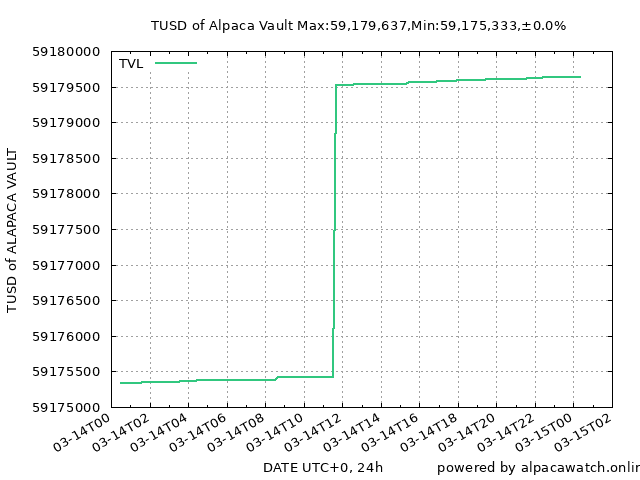 TUSD of Alpaca Vault Max:59,179,637,Min:59,175,333,±0.0%
TVL
59180000
59179500
59179000
59178500
59178000
59177500
59177000
59176500
59176000
59175500
59175000
TUSD of ALAPACA VAULT
03-14T00
03-14T02
03-14T04
03-14T06
03-14T08
03-14T10
03-14T12
03-14T14
03-14T16
03-14T18
03-14T20
03-14T22
03-15T00
03-15T02
DATE UTC+0, 24h
powered by alpacawatch.onlin